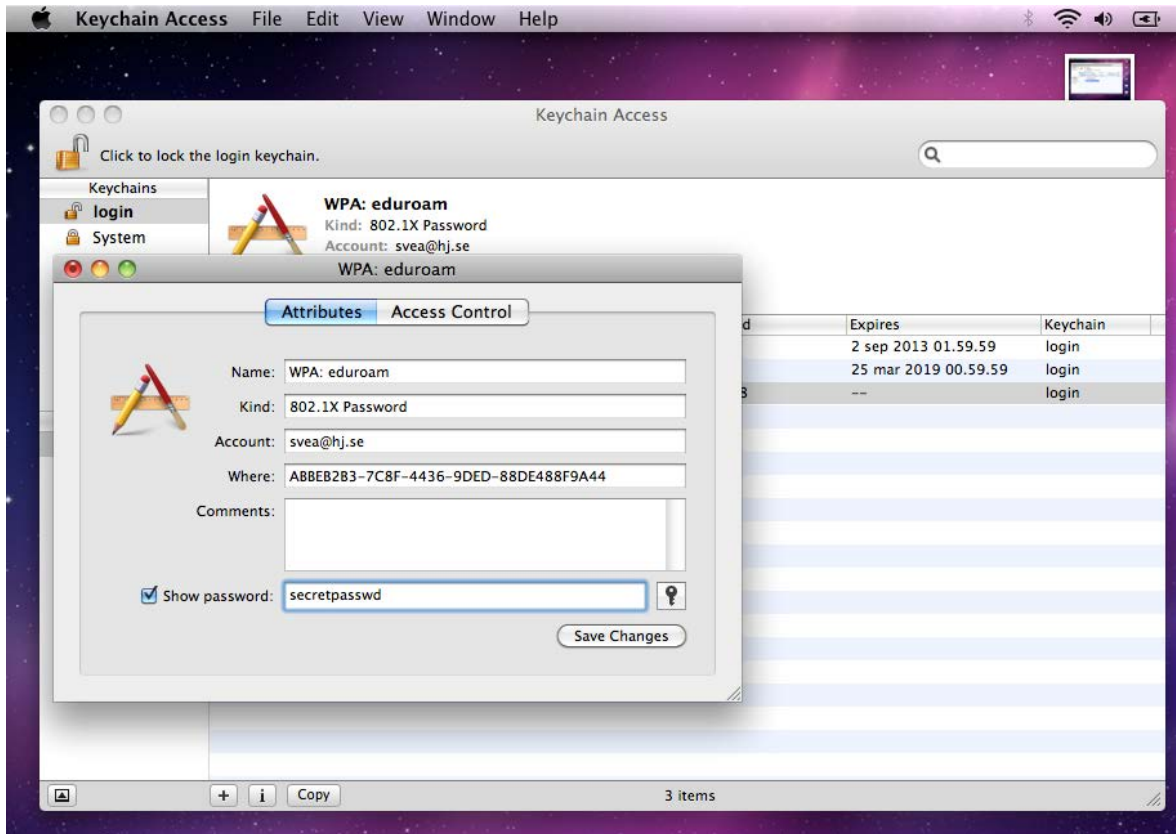 Keychain Access File Edit View Window Help
Keychain Access
Click to lock the login keychain.
Keychains
login
System
WPA: eduroam
Kind: 802.1X Password
Account: svea@hj.se
WPA: eduroam
Attributes Access Control
Name: WPA: eduroam
Kind: 802.1X Password
Account: svea@hj.se
Where: ABBEB2B3-7C8F-4436-9DED-88DE488F9A44
Comments:
Show password: secretpasswd
Save Changes
d Expires Keychain
2 sep 2013 01.59.59 login
25 mar 2019 00.59.59 login
8 -- login
+ i Copy 3 items